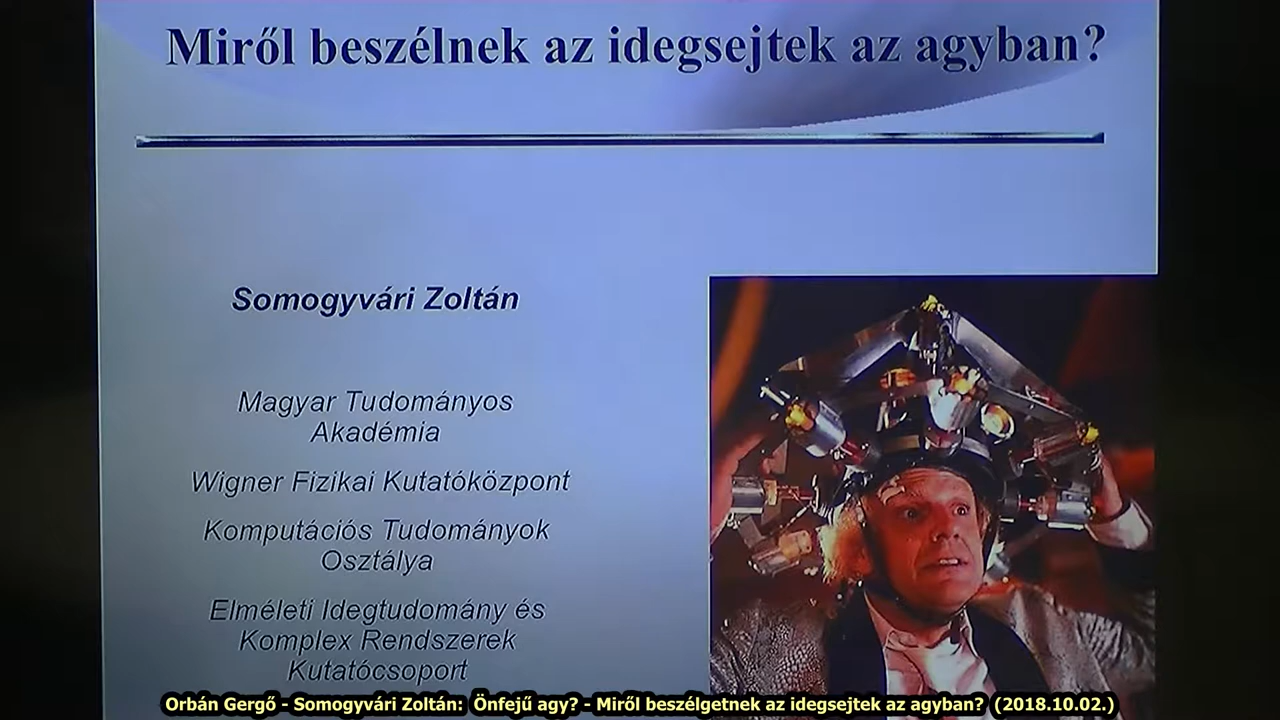 Miről beszélnek az idegsejtek az agyban?
Somogyvári Zoltán
Magyar Tudományos
Akadémia
Wigner Fizikai Kutatóközpont
Komputációs Tudományok
Osztálya
Elméleti Idegtudomány és
Komplex Rendszerek
Kutatócsoport
Orbán Gergő - Somogyvári Zoltán: Önfejű agy? - Miről beszélgetnek az idegsejtek az agyban? (2018.10.02.)